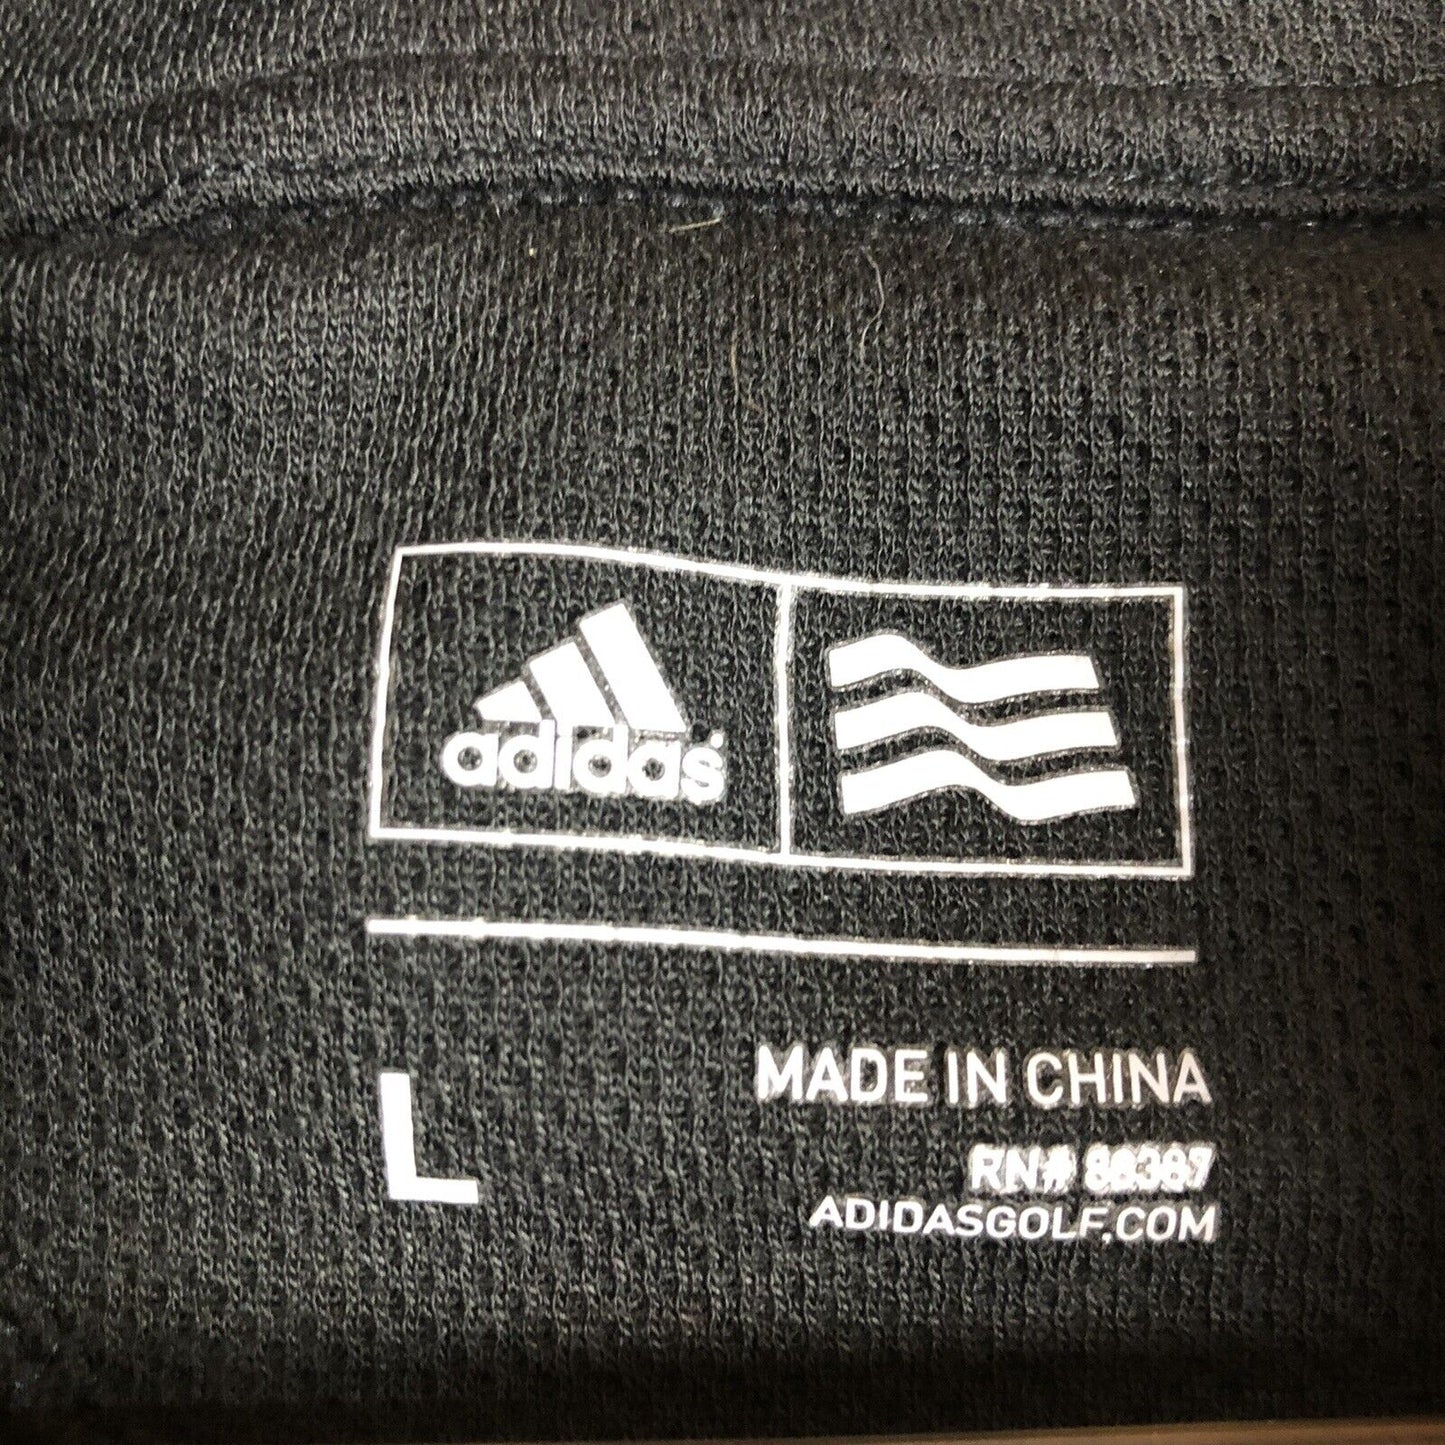 adidas
L
MADE IN CHINA
RN# 88387
ADIDASGOLF.COM